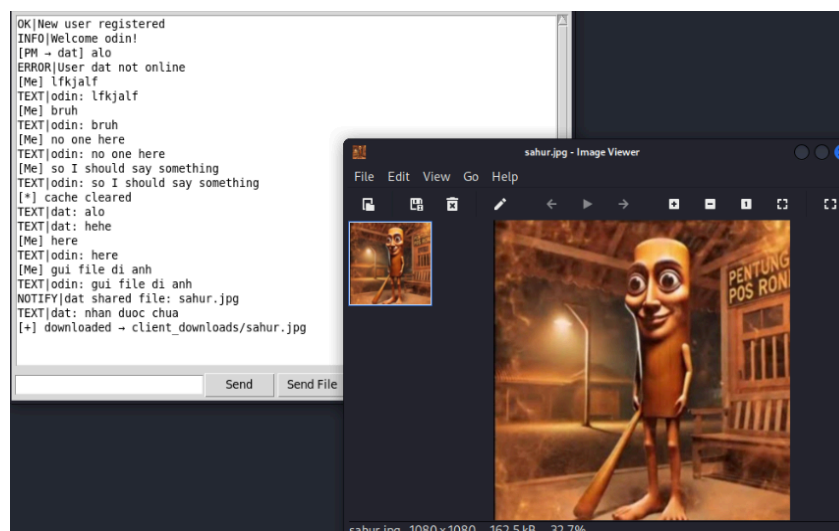 OK|New user registered
INFO|Welcome odin!
[PM → dat] alo
ERROR|User dat not online
[Me] lfkjalf
TEXT|odin: lfkjalf
[Me] bruh
TEXT|odin: bruh
[Me] no one here
TEXT|odin: no one here
[Me] so I should say something
TEXT|odin: so I should say something
[*] cache cleared
TEXT|dat: alo
TEXT|dat: hehe
[Me] here
TEXT|odin: here
[Me] gui file di anh
TEXT|odin: gui file di anh
NOTIFY|dat shared file: sahur.jpg
TEXT|dat: nhan duoc chua
[+] downloaded → client_downloads/sahur.jpg
Send
Send File
sahur.jpg - Image Viewer
File Edit View Go Help
PENTUNG
POS RON
sahur.jpg 1080 x 1080 162.5 kB 32.7%